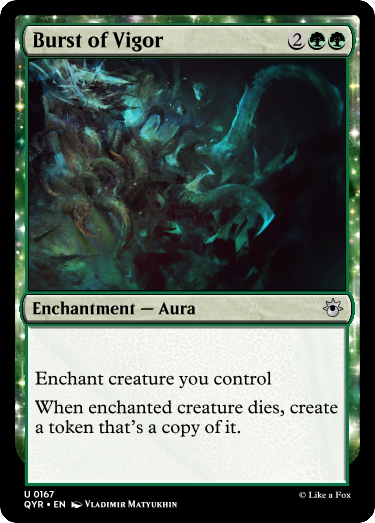 Burst of Vigor 2
Enchantment — Aura
Enchant creature you control
When enchanted creature dies, create
a token that's a copy of it.
U 0167
QYR • EN Vladimir Matyukhin
© Like a Fox